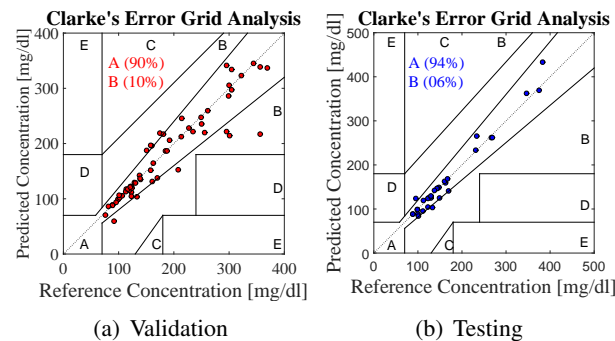 Clarke's Error Grid Analysis
Predicted Concentration [mg/dl]
400
300
200
100
0
E
C
B
A (90%)
B (10%)
B
D
D
A
C
E
0
100
200
300
400
Reference Concentration [mg/dl]
(a) Validation
Clarke's Error Grid Analysis
Predicted Concentration [mg/dl]
500
400
300
200
100
0
E
C
B
A (94%)
B (06%)
B
D
D
A
C
E
0
100
200
300
400
500
Reference Concentration [mg/dl]
(b) Testing